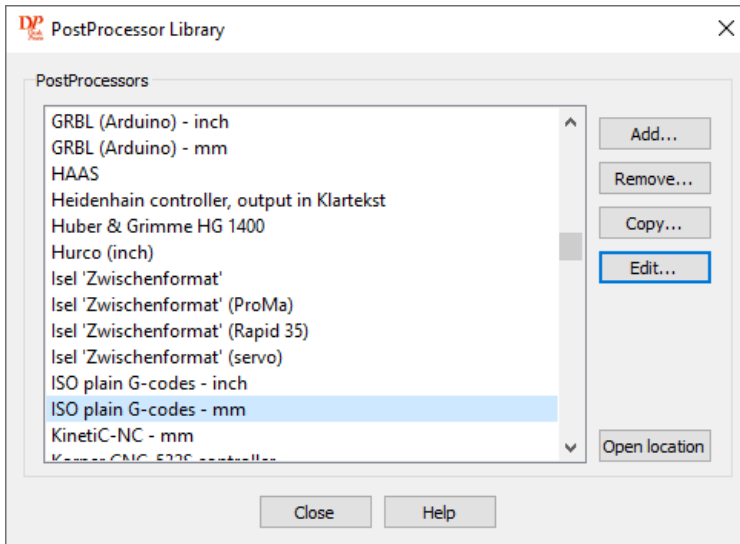 PostProcessor Library
PostProcessors
GRBL (Arduino) - inch
GRBL (Arduino) - mm
HAAS
Heidenhain controller, output in Klartekst
Huber & Grimme HG 1400
Hurco (inch)
Isel 'Zwischenformat'
Isel 'Zwischenformat' (ProMa)
Isel 'Zwischenformat' (Rapid 35)
Isel 'Zwischenformat' (servo)
ISO plain G-codes - inch
ISO plain G-codes - mm
KinetiC-NC - mm
Add...
Remove...
Copy...
Edit...
Open location
Close
Help